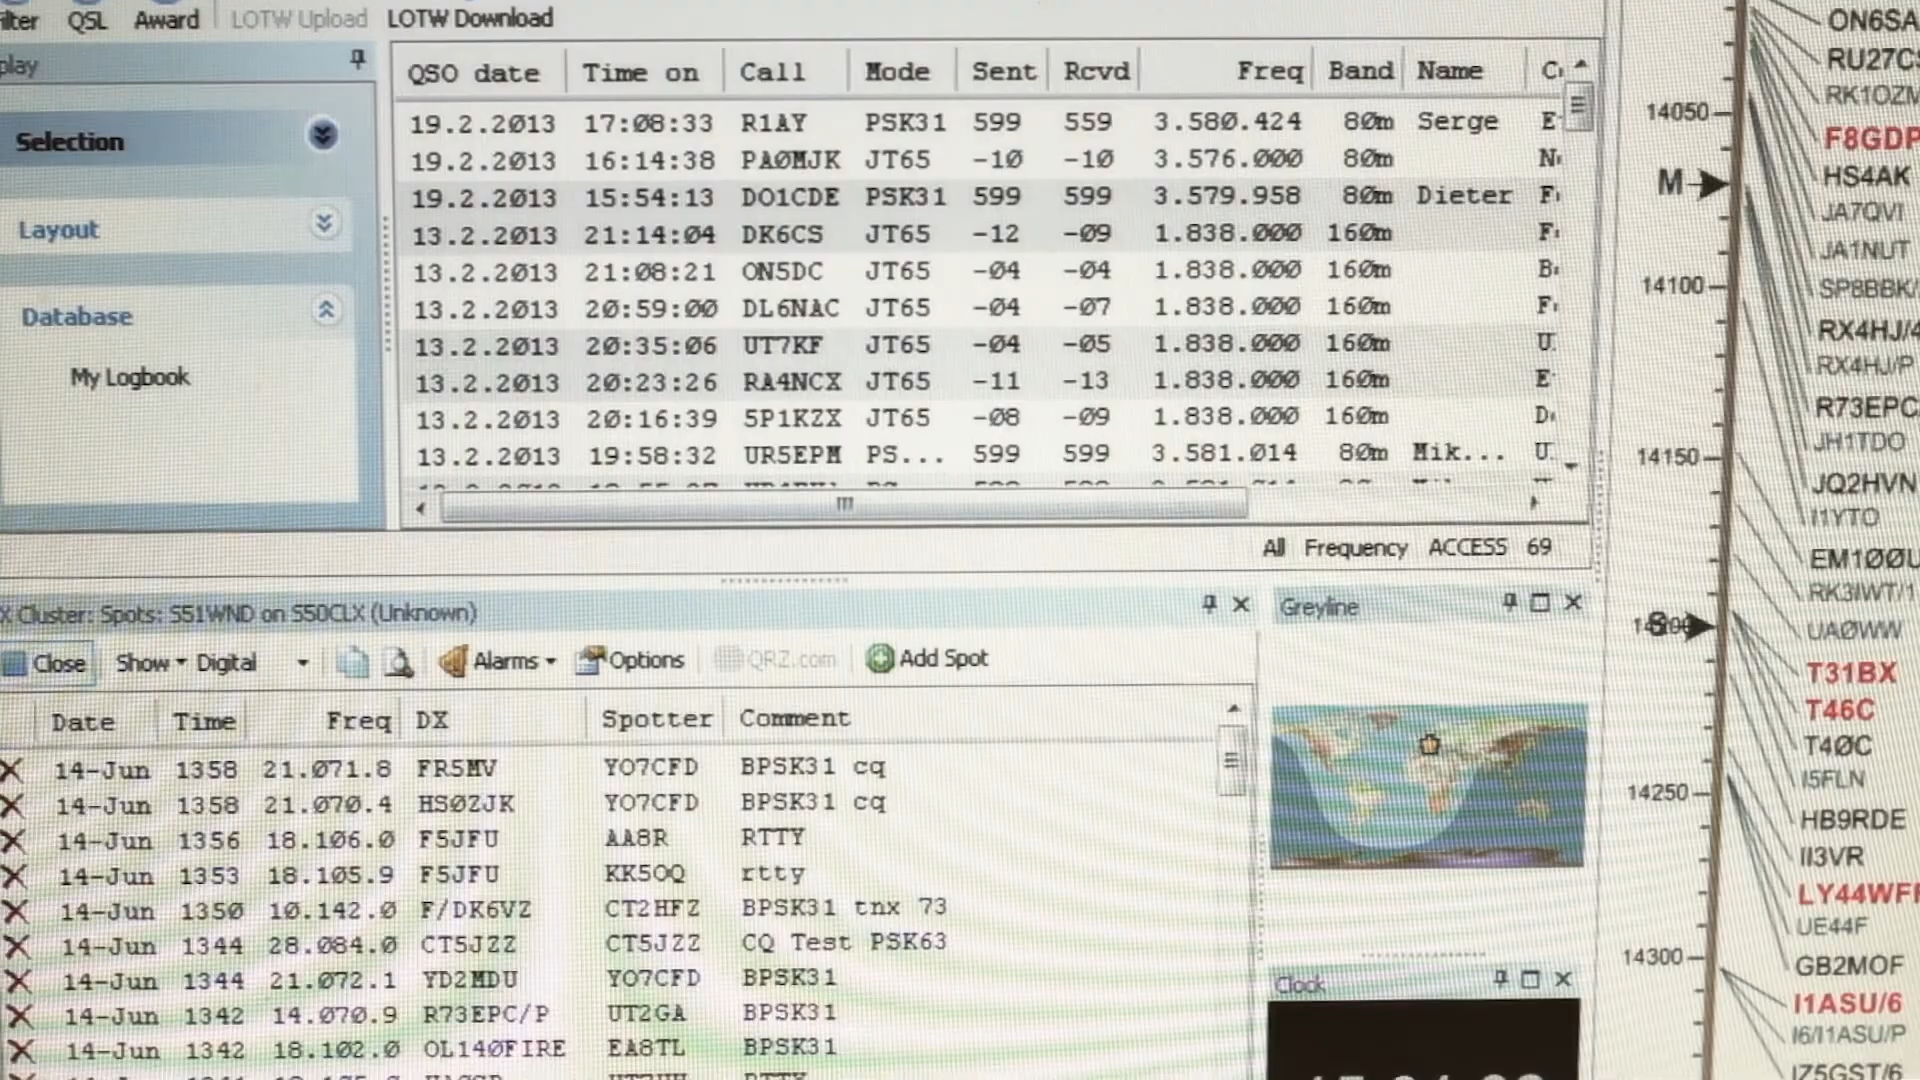 QSL Award LOTW Upload LOTW Download
Selection
Layout
Database
My Logbook
QSO date Time on Call Mode Sent Rcvd Freq Band Name
19.2.2013 17:08:33 R1AY PSK31 599 559 3.580.424 80m Serge
19.2.2013 16:14:38 PA0MJK JT65 -10 -10 3.576.000 80m
19.2.2013 15:54:13 DO1CDE PSK31 599 599 3.579.958 80m Dieter
13.2.2013 21:14:04 DK6CS JT65 -12 -09 1.838.000 160m
13.2.2013 21:08:21 ON5DC JT65 -04 -04 1.838.000 160m
13.2.2013 20:59:00 DL6NAC JT65 -04 -07 1.838.000 160m
13.2.2013 20:35:06 UT7KF JT65 -04 -05 1.838.000 160m
13.2.2013 20:23:26 RA4NCX JT65 -11 -13 1.838.000 160m
13.2.2013 20:16:39 5P1KZX JT65 -08 -09 1.838.000 160m
13.2.2013 19:58:32 UR5EPM PS... 599 599 3.581.014 80m Mik...
All Frequency ACCESS 69
X Cluster: Spots: S51WND on S50CLX (Unknown)
Close Show Digital Alarms Options QRZ.com Add Spot
Date Time Freq DX Spotter Comment
14-Jun 1358 21.071.8 FR5MV YO7CFD BPSK31 cq
14-Jun 1358 21.070.4 HS0ZJK YO7CFD BPSK31 cq
14-Jun 1356 18.106.0 F5JFU AA8R RTTY
14-Jun 1353 18.105.9 F5JFU KK5OQ rtty
14-Jun 1350 10.142.0 F/DK6VZ CT2HFZ BPSK31 tnx 73
14-Jun 1344 28.084.0 CT5JZZ CT5JZZ CQ Test PSK63
14-Jun 1344 21.072.1 YD2MDU YO7CFD BPSK31
14-Jun 1342 14.070.9 R73EPC/P UT2GA BPSK31
14-Jun 1342 18.102.0 OL140FIRE EA8TL BPSK31
Greyline
Clock
14050
M
14100
14150
S
14250
14300
ON6SA
RU27CS
RK1OZM
F8GDP
HS4AK
JA7QVI
JA1NUT
SP8BBK/
RX4HJ/4
RX4HJ/P
R73EPC
JH1TDO
JQ2HVN
I1YTO
EM100U
RK3IWT/1
UA0WW
T31BX
T46C
T40C
I5FLN
HB9RDE
II3VR
LY44WFF
UE44F
GB2MOF
I1ASU/6
I6/I1ASU/P
IZ5GST/6